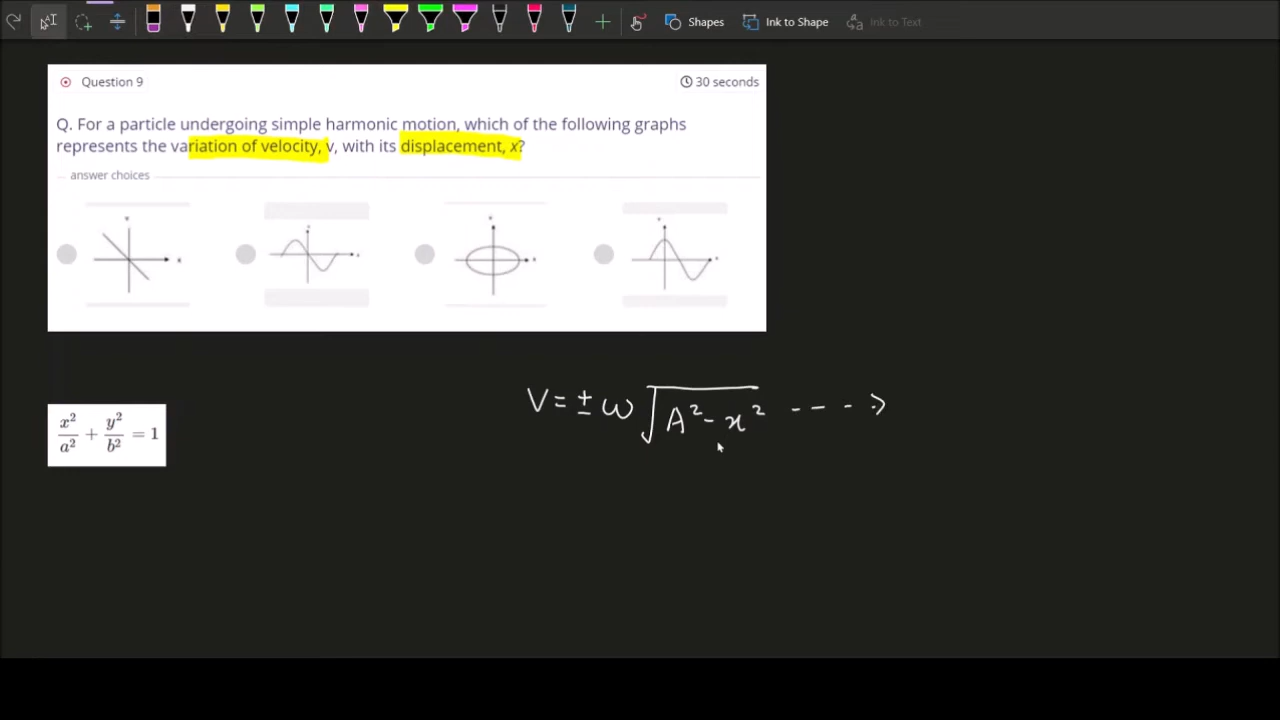 Shapes Ink to Shape Ink to Text
Question 9 30 seconds
Q. For a particle undergoing simple harmonic motion, which of the following graphs
represents the variation of velocity, v, with its displacement, x?
answer choices
x²/a² + y²/b² = 1
V = ± ω √(A² - x²) - - - ->